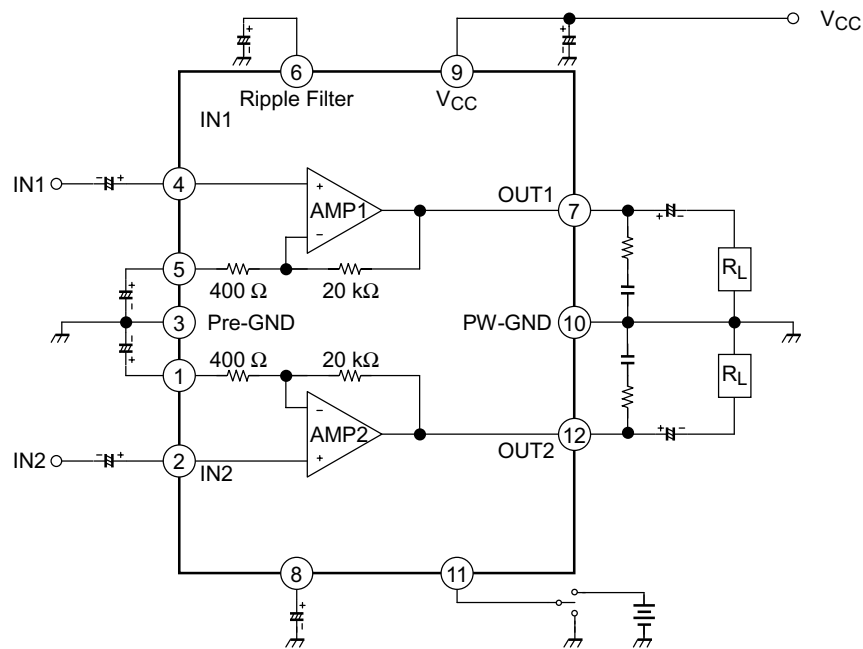 VCC
6
9
Ripple Filter
VCC
IN1
IN1
4
+
AMP1
−
OUT1
7
5
400 Ω
20 kΩ
RL
3
Pre-GND
PW-GND
10
1
400 Ω
20 kΩ
RL
−
AMP2
+
OUT2
12
IN2
2
IN2
8
11